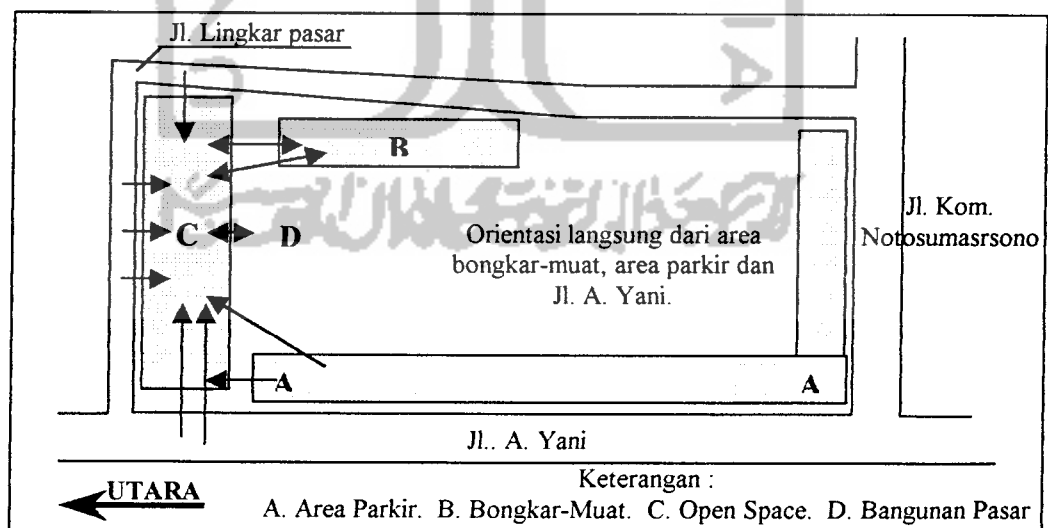 Jl. Lingkar pasar
B
C
D
Orientasi langsung dari area
bongkar-muat, area parkir dan
Jl. A. Yani.
Jl. Kom.
Notosumasrsono
A
A
Jl.. A. Yani
UTARA
Keterangan :
A. Area Parkir. B. Bongkar-Muat. C. Open Space. D. Bangunan Pasar